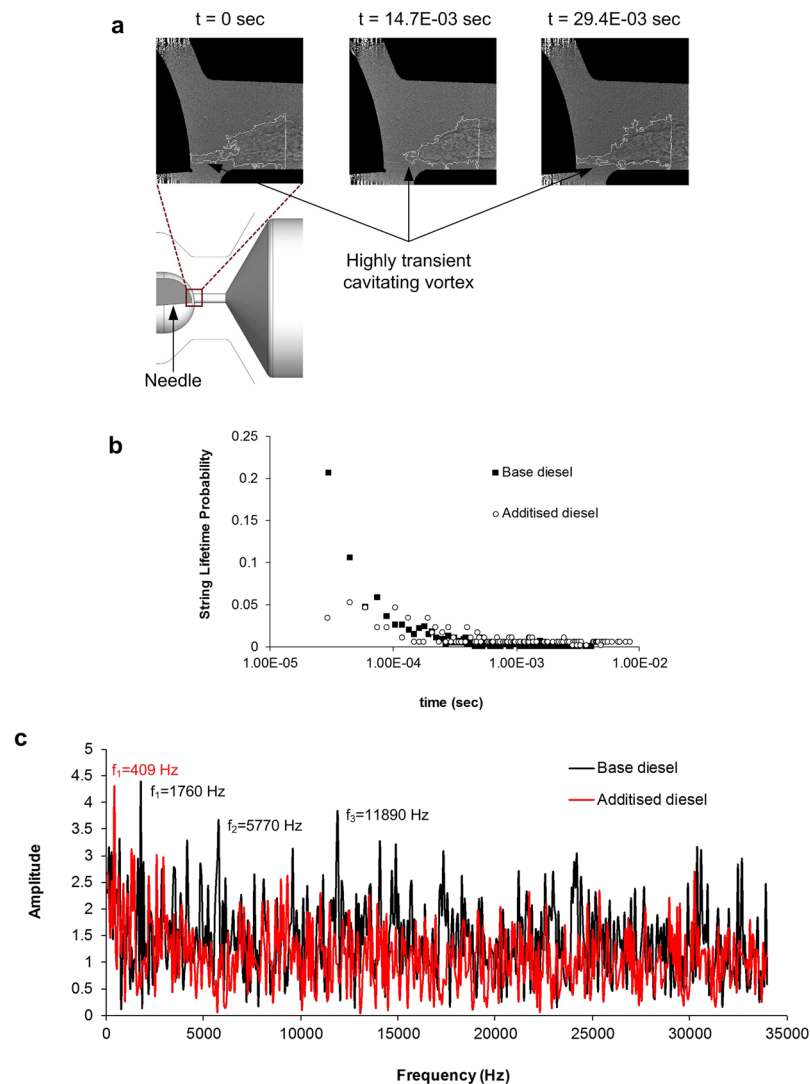 a
t = 0 sec
t = 14.7E-03 sec
t = 29.4E-03 sec
Highly transient
cavitating vortex
Needle
b
String Lifetime Probability
0.25
0.2
0.15
0.1
0.05
0
1.00E-05
1.00E-04
1.00E-03
1.00E-02
time (sec)
Base diesel
Additised diesel
c
Amplitude
5
4.5
4
3.5
3
2.5
2
1.5
1
0.5
0
f₁=409 Hz
f₁=1760 Hz
f₂=5770 Hz
f₃=11890 Hz
Base diesel
Additised diesel
0
5000
10000
15000
20000
25000
30000
35000
Frequency (Hz)